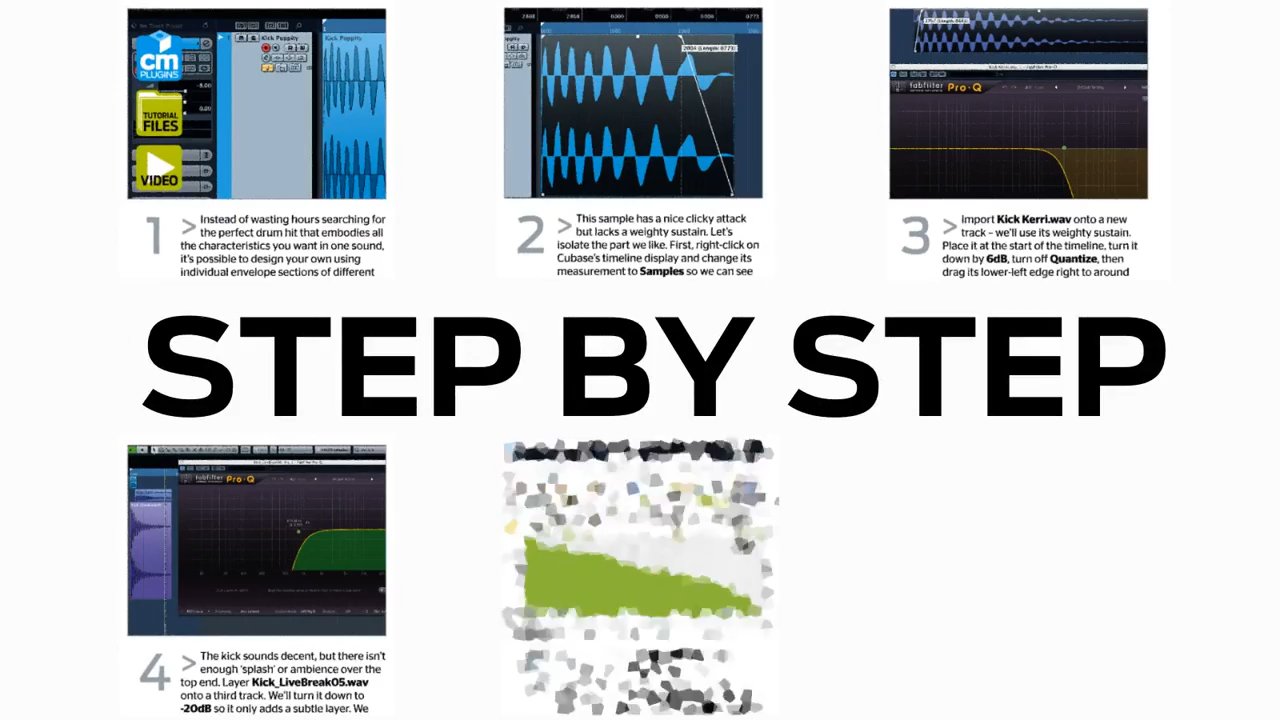 cm
PLUGINS
TUTORIAL
FILES
VIDEO
Kick Poppity
Kick Poppity
1 > Instead of wasting hours searching for
the perfect drum hit that embodies all
the characteristics you want in one sound,
it's possible to design your own using
individual envelope sections of different
2 > This sample has a nice clicky attack
but lacks a weighty sustain. Let's
isolate the part we like. First, right-click on
Cubase's timeline display and change its
measurement to Samples so we can see
fabfilter Pro·Q
3 > Import Kick Kerri.wav onto a new
track – we'll use its weighty sustain.
Place it at the start of the timeline, turn it
down by 6dB, turn off Quantize, then
drag its lower-left edge right to around
STEP BY STEP
fabfilter Pro·Q
4 > The kick sounds decent, but there isn't
enough 'splash' or ambience over the
top end. Layer Kick_LiveBreak05.wav
onto a third track. We'll turn it down to
-20dB so it only adds a subtle layer. We